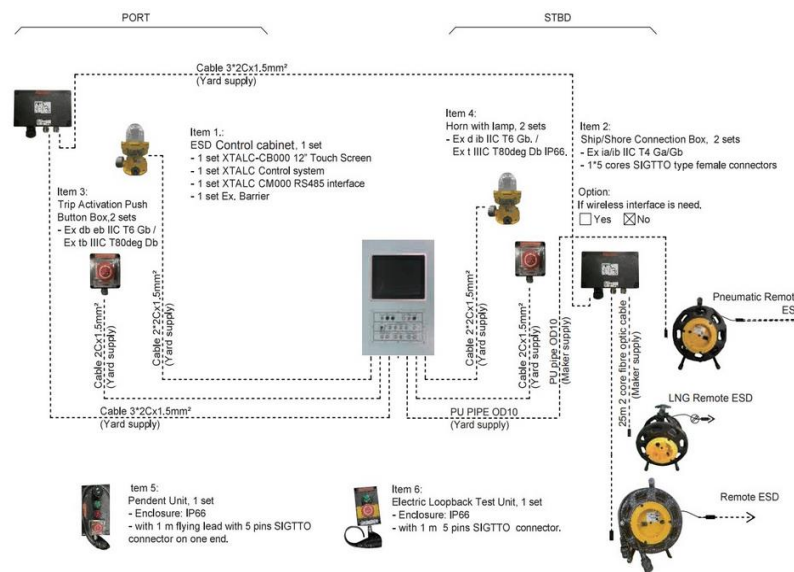 PORT
STBD
Cable 3*2Cx1.5mm²
(Yard supply)
Item 1.:
ESD Control cabinet, 1 set
- 1 set XTALC-CB000 12" Touch Screen
- 1 set XTALC Control system
- 1 set XTALC CM000 RS485 interface
- 1 set Ex. Barrier
Item 4:
Horn with lamp, 2 sets
- Ex d ib IIC T6 Gb. /
Ex t IIIC T80deg Db IP66,
Item 2:
Ship/Shore Connection Box, 2 sets
- Ex ia/ib IIC T4 Ga/Gb
- 1*5 cores SIGTTO type female connectors
Option:
If wireless interface is need,
Yes No
Item 3:
Trip Activation Push
Button Box,2 sets
- Ex db eb IIC T6 Gb /
Ex tb IIIC T80deg Db
Cable 2Cx1.5mm²
(Yard supply)
Cable 2*2Cx1.5mm²
(Yard supply)
Cable 2*2Cx1.5mm²
(Yard supply)
Cable 2Cx1.5mm²
(Yard supply)
PU pipe OD10
(Maker supply)
25m 2 core fibre optic cable
(Maker supply)
Pneumatic Remote
ES
LNG Remote ESD
Remote ESD
Cable 3*2Cx1.5mm²
(Yard supply)
PU PIPE OD10
(Yard supply)
tem 5:
Pendent Unit, 1 set
- Enclosure: IP66
- with 1 m flying lead with 5 pins SIGTTO
connector on one end.
Item 6:
Electric Loopback Test Unit, 1 set
- Enclosure: IP66
- with 1 m 5 pins SIGTTO connector.